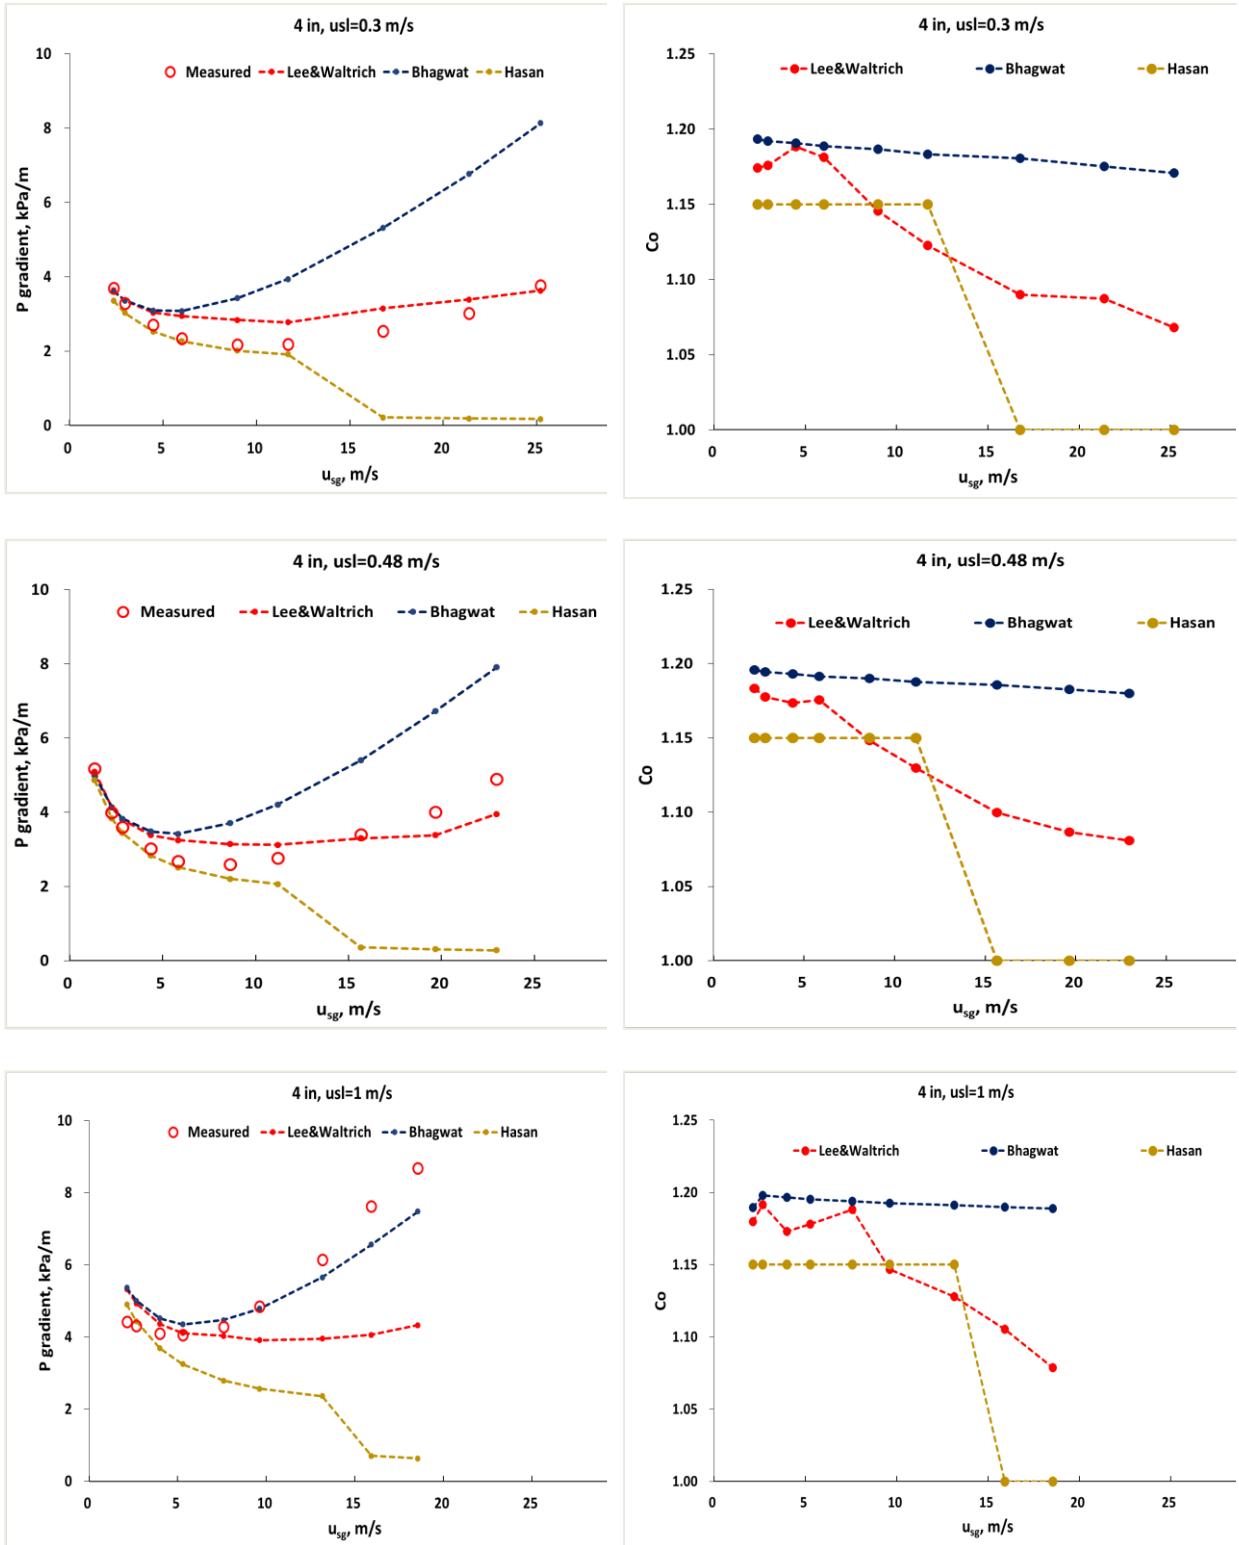 4 in, usl=0.3 m/s
10
Measured Lee&Waltrich Bhagwat Hasan
8
6
4
2
0
P gradient, kPa/m
0 5 10 15 20 25
usg, m/s
4 in, usl=0.3 m/s
1.25
Lee&Waltrich Bhagwat Hasan
1.20
1.15
1.10
1.05
1.00
Co
0 5 10 15 20 25
usg, m/s
4 in, usl=0.48 m/s
10
Measured Lee&Waltrich Bhagwat Hasan
8
6
4
2
0
P gradient, kPa/m
0 5 10 15 20 25
usg, m/s
4 in, usl=0.48 m/s
1.25
Lee&Waltrich Bhagwat Hasan
1.20
1.15
1.10
1.05
1.00
Co
0 5 10 15 20 25
usg, m/s
4 in, usl=1 m/s
10
Measured Lee&Waltrich Bhagwat Hasan
8
6
4
2
0
P gradient, kPa/m
0 5 10 15 20 25
usg, m/s
4 in, usl=1 m/s
1.25
Lee&Waltrich Bhagwat Hasan
1.20
1.15
1.10
1.05
1.00
Co
0 5 10 15 20 25
usg, m/s